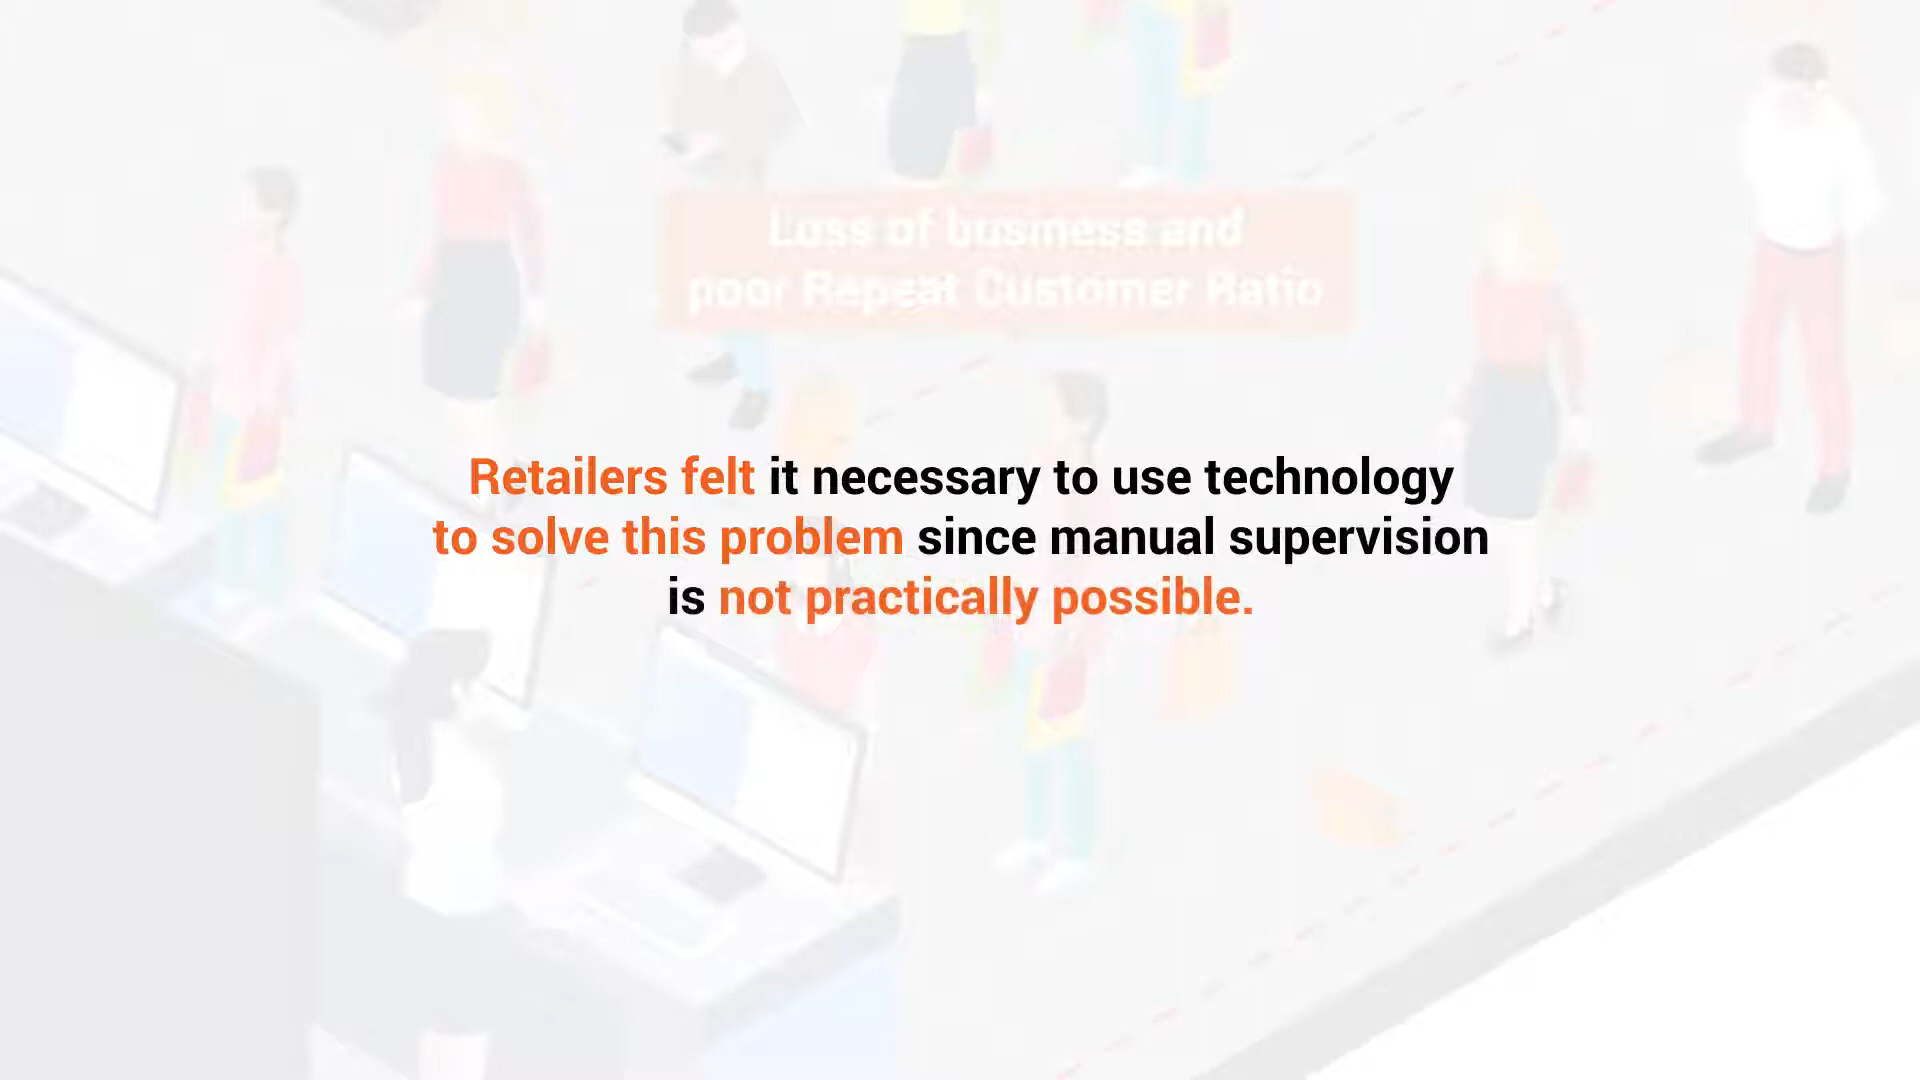 Loss of business and
poor Repeat Customer Ratio
Retailers felt it necessary to use technology
to solve this problem since manual supervision
is not practically possible.